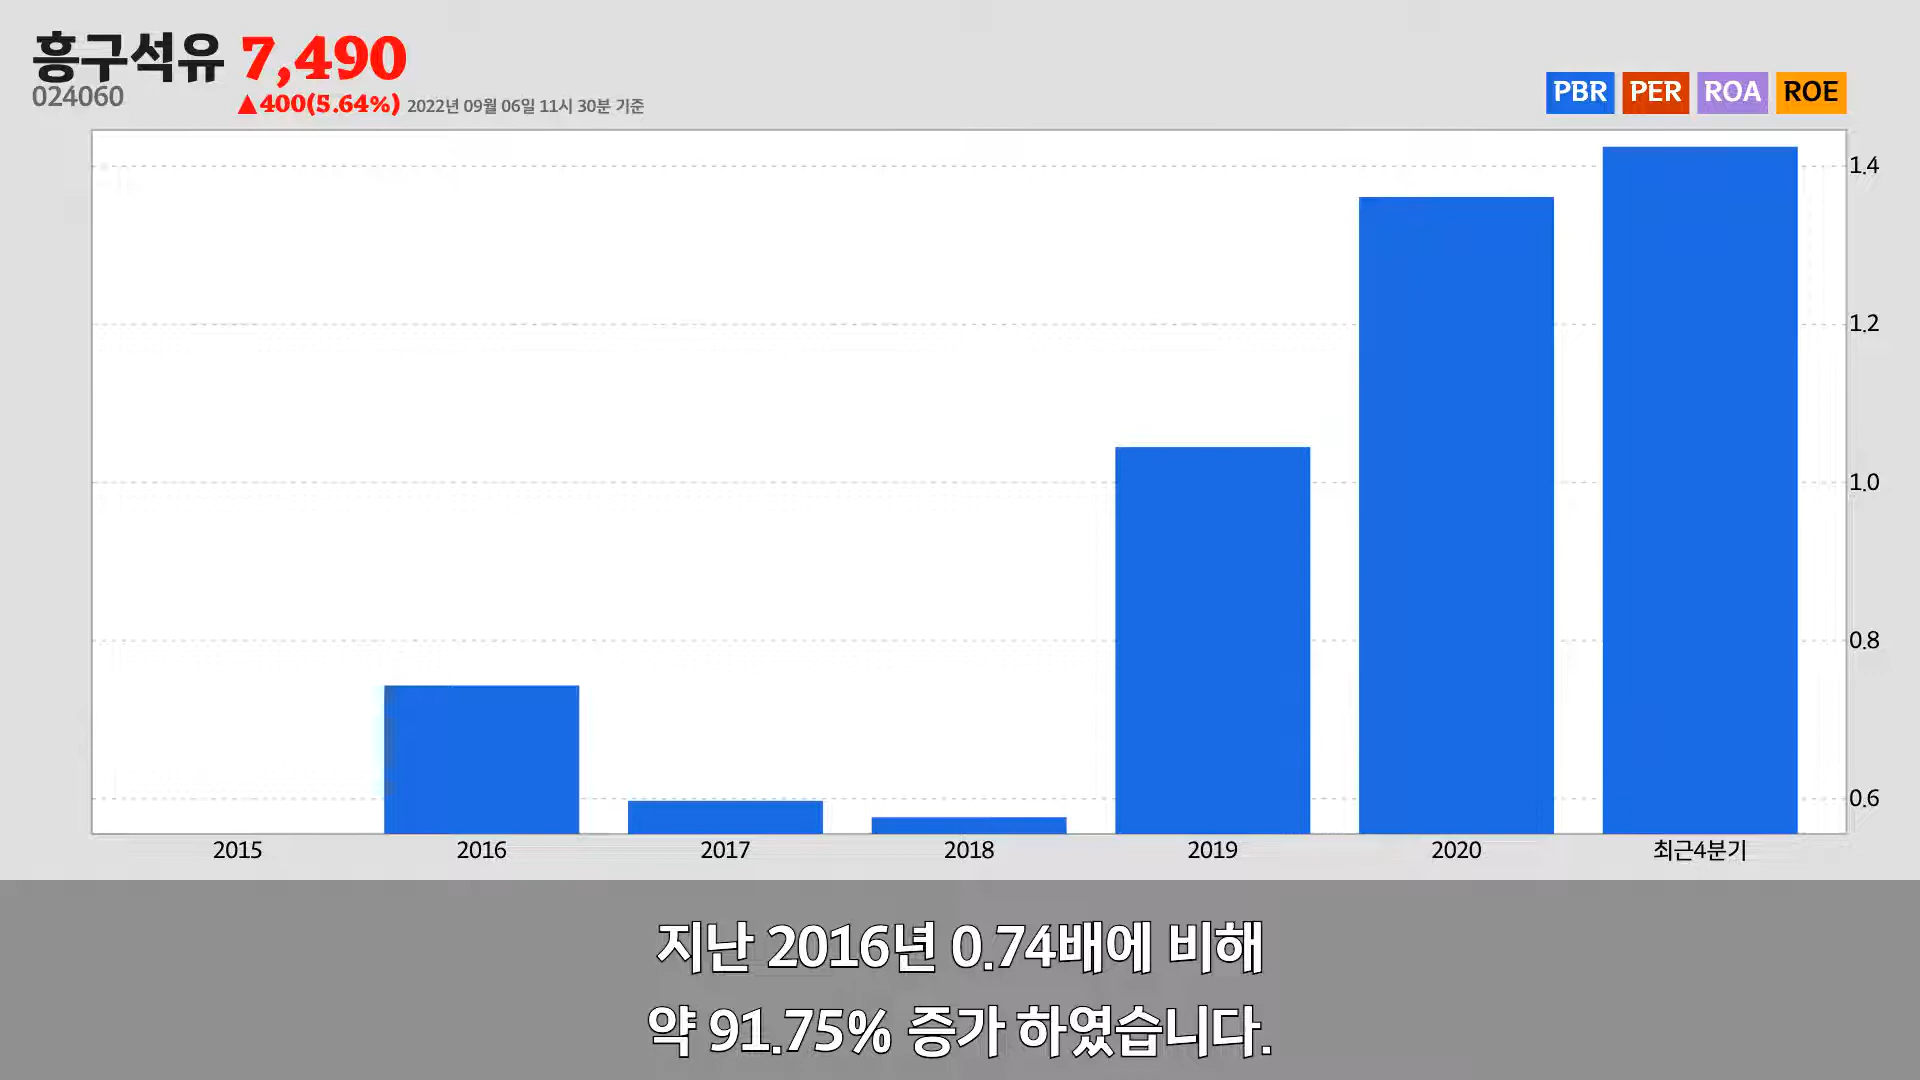 흥구석유 7,490
024060
▲400(5.64%) 2022년 09월 06일 11시 30분 기준
PBR PER ROA ROE
1.4
1.2
1.0
0.8
0.6
2015 2016 2017 2018 2019 2020 최근4분기
지난 2016년 0.74배에 비해
약 91.75% 증가 하였습니다.